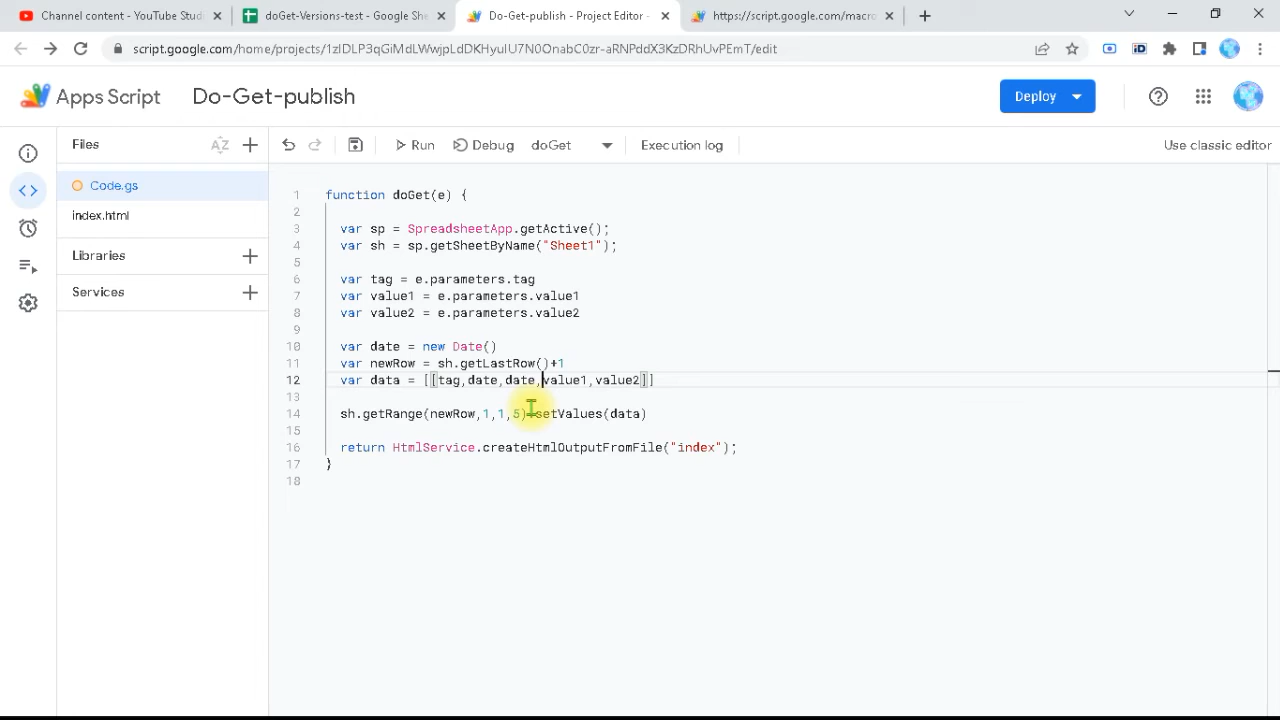 Channel content - YouTube Studi
doGet-Versions-test - Google She
Do-Get-publish - Project Editor -
https://script.google.com/macro
script.google.com/home/projects/1zIDLP3qGiMdLWwjpLdDKHyuIU7N0OnabC0zr-aRNPddX3KzDRhUvPEmT/edit
Apps Script
Do-Get-publish
Deploy
Files
AZ
Run
Debug
doGet
Execution log
Use classic editor
Code.gs
index.html
Libraries
Services
1 function doGet(e) {
2
3 var sp = SpreadsheetApp.getActive();
4 var sh = sp.getSheetByName("Sheet1");
5
6 var tag = e.parameters.tag
7 var value1 = e.parameters.value1
8 var value2 = e.parameters.value2
9
10 var date = new Date()
11 var newRow = sh.getLastRow()+1
12 var data = [[tag,date,date,value1,value2]]
13
14 sh.getRange(newRow,1,1,5).setValues(data)
15
16 return HtmlService.createHtmlOutputFromFile("index");
17 }
18